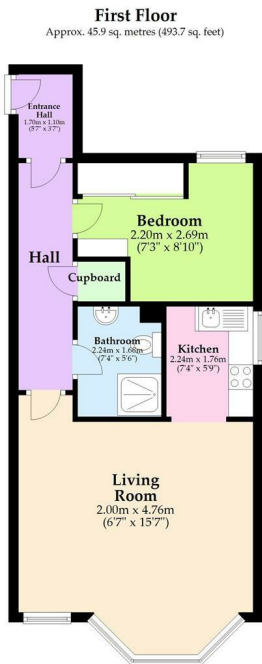 First Floor
Approx. 45.9 sq. metres (493.7 sq. feet)
Entrance
Hall
1.70m x 1.10m
(5'7" x 3'7")
Bedroom
2.20m x 2.69m
(7'3" x 8'10")
Hall
Cupboard
Bathroom
2.24m x 1.66m
(7'4" x 5'6")
Kitchen
2.24m x 1.76m
(7'4" x 5'9")
Living
Room
2.00m x 4.76m
(6'7" x 15'7")